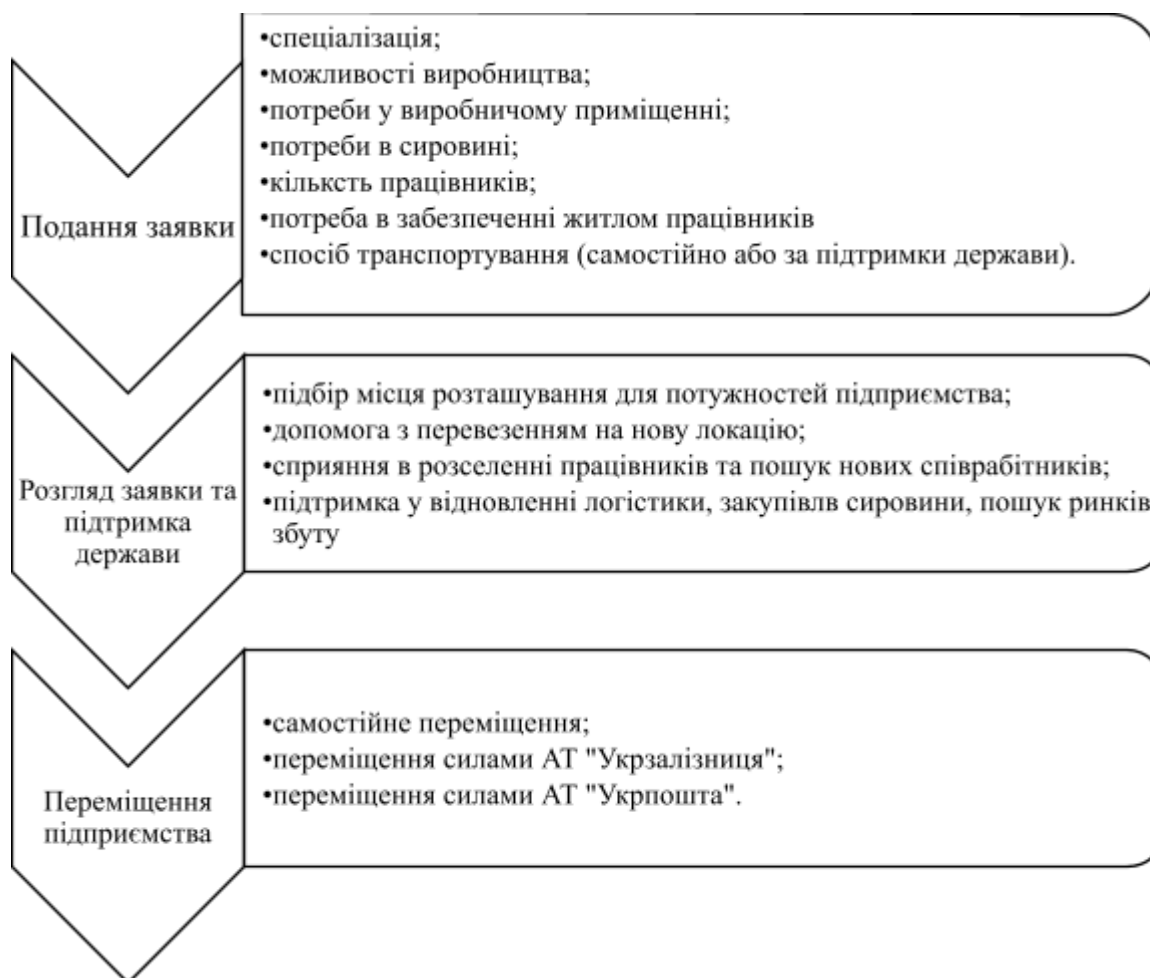 •спеціалізація;
•можливості виробництва;
•потреби у виробничому приміщенні;
•потреби в сировині;
•кільксть працівників;
•потреба в забезпеченні житлом працівників
•спосіб транспортування (самостійно або за підтримки держави).
Подання заявки
•підбір місця розташування для потужностей підприємства;
•допомога з перевезенням на нову локацію;
•сприяння в розселенні працівників та пошук нових співрабітників;
•підтримка у відновленні логістики, закупівлв сировини, пошук ринків
збуту
Розгляд заявки та
підтримка
держави
•самостійне переміщення;
•переміщення силами АТ "Укрзалізниця";
•переміщення силами АТ "Укрпошта".
Переміщення
підприємства